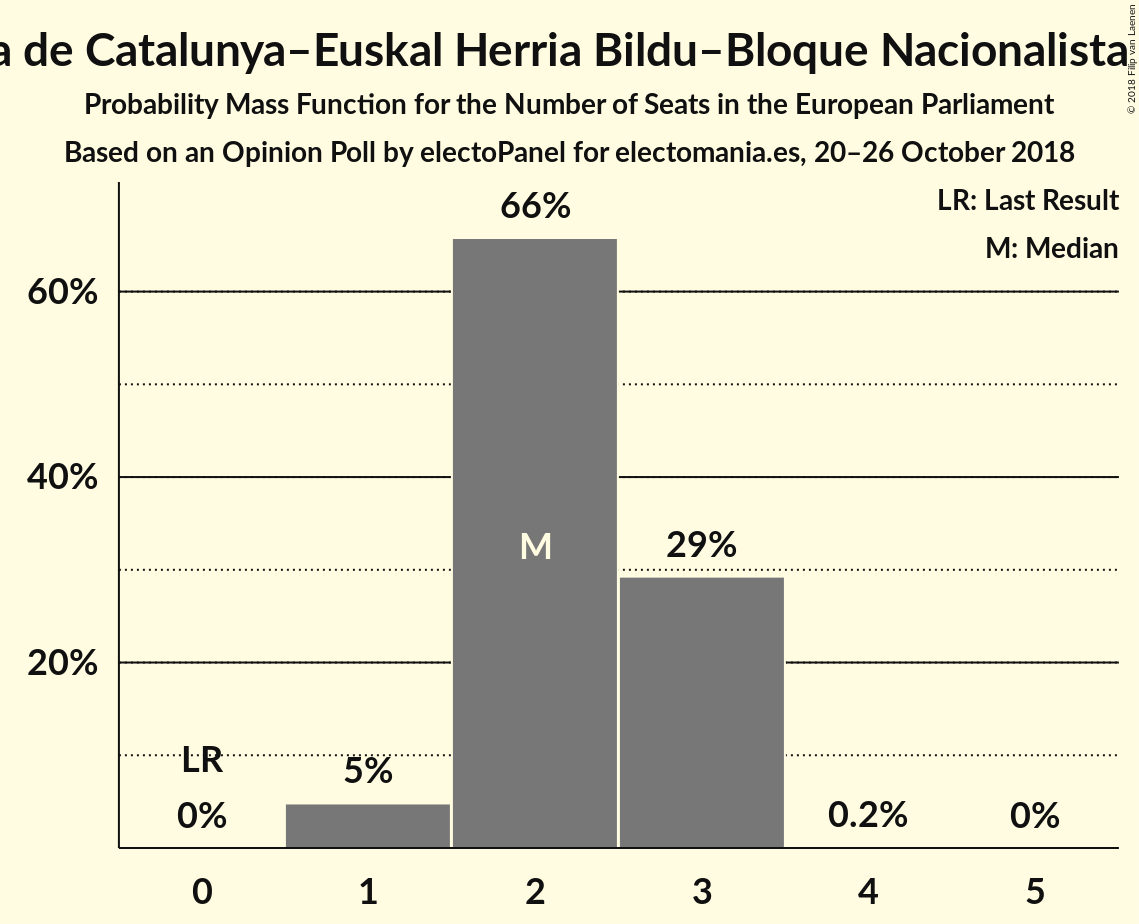 a de Catalunya–Euskal Herria Bildu–Bloque Nacionalista
Probability Mass Function for the Number of Seats in the European Parliament
Based on an Opinion Poll by electoPanel for electomania.es, 20–26 October 2018
© 2018 Filip van Laenen
LR: Last Result
M: Median
66%
60%
40%
M
29%
20%
LR
5%
0%
0.2%
0%
0 1 2 3 4 5